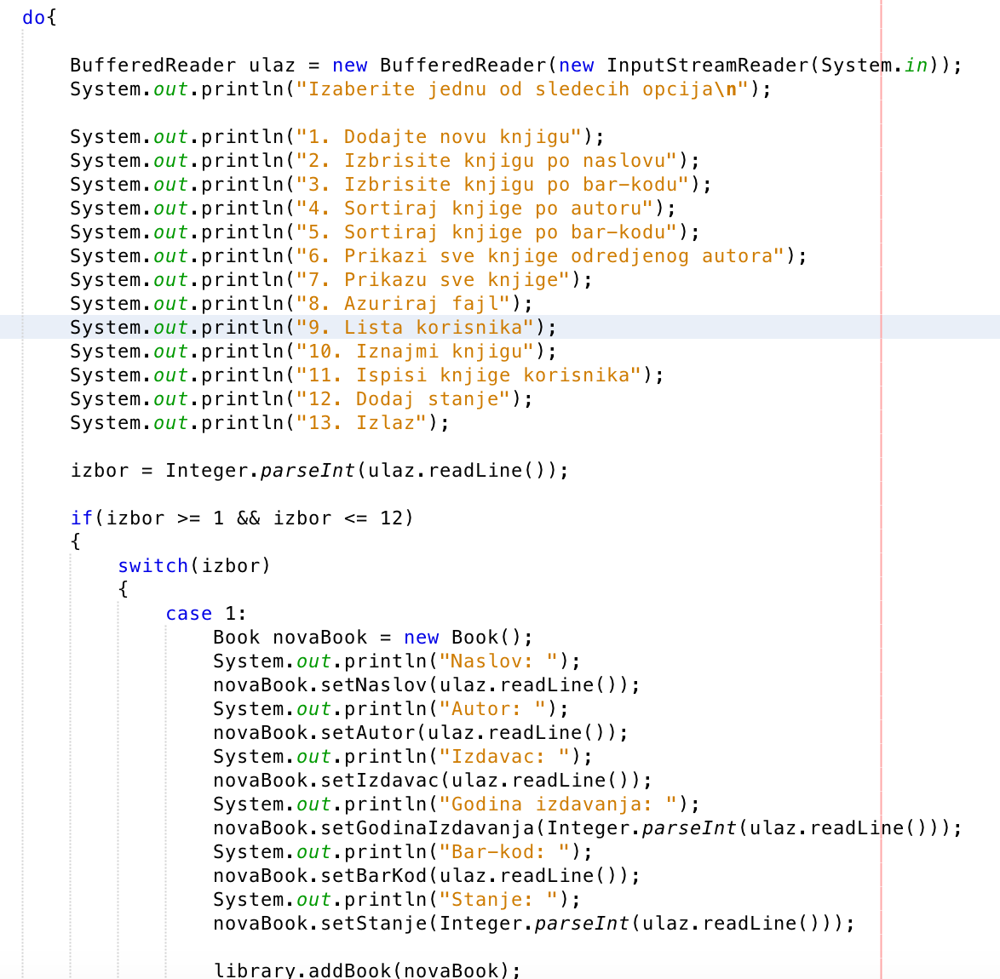 do{
BufferedReader ulaz = new BufferedReader(new InputStreamReader(System.in));
System.out.println("Izaberite jednu od sledecih opcija\n");
System.out.println("1. Dodajte novu knjigu");
System.out.println("2. Izbrisite knjigu po naslovu");
System.out.println("3. Izbrisite knjigu po bar-kodu");
System.out.println("4. Sortiraj knjige po autoru");
System.out.println("5. Sortiraj knjige po bar-kodu");
System.out.println("6. Prikazi sve knjige odredjenog autora");
System.out.println("7. Prikazu sve knjige");
System.out.println("8. Azuriraj fajl");
System.out.println("9. Lista korisnika");
System.out.println("10. Iznajmi knjigu");
System.out.println("11. Ispisi knjige korisnika");
System.out.println("12. Dodaj stanje");
System.out.println("13. Izlaz");
izbor = Integer.parseInt(ulaz.readLine());
if(izbor >= 1 && izbor <= 12)
{
switch(izbor)
{
case 1:
Book novaBook = new Book();
System.out.println("Naslov: ");
novaBook.setNaslov(ulaz.readLine());
System.out.println("Autor: ");
novaBook.setAutor(ulaz.readLine());
System.out.println("Izdavac: ");
novaBook.setIzdavac(ulaz.readLine());
System.out.println("Godina izdavanja: ");
novaBook.setGodinaIzdavanja(Integer.parseInt(ulaz.readLine()));
System.out.println("Bar-kod: ");
novaBook.setBarKod(ulaz.readLine());
System.out.println("Stanje: ");
novaBook.setStanje(Integer.parseInt(ulaz.readLine()));
library.addBook(novaBook);